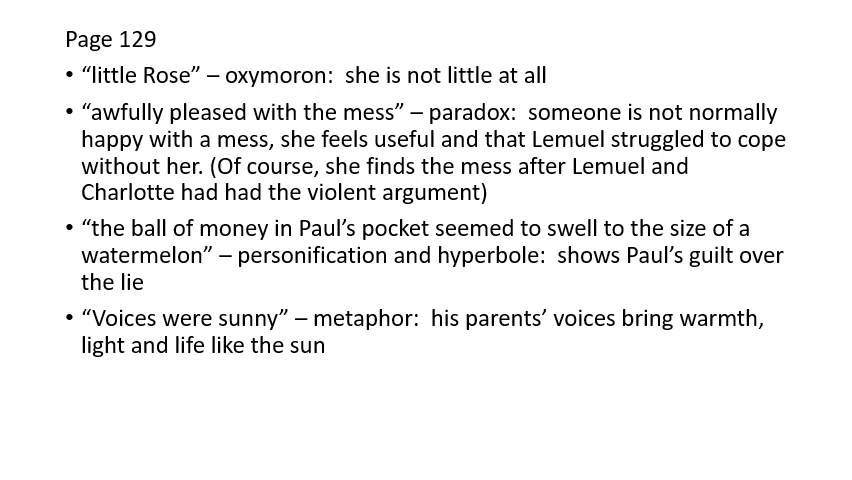 Page 129
• “little Rose” – oxymoron:  she is not little at all
• “awfully pleased with the mess” – paradox:  someone is not normally
happy with a mess, she feels useful and that Lemuel struggled to cope
without her. (Of course, she finds the mess after Lemuel and
Charlotte had had the violent argument)
• “the ball of money in Paul’s pocket seemed to swell to the size of a
watermelon” – personification and hyperbole:  shows Paul’s guilt over
the lie
• “Voices were sunny” – metaphor:  his parents’ voices bring warmth,
light and life like the sun